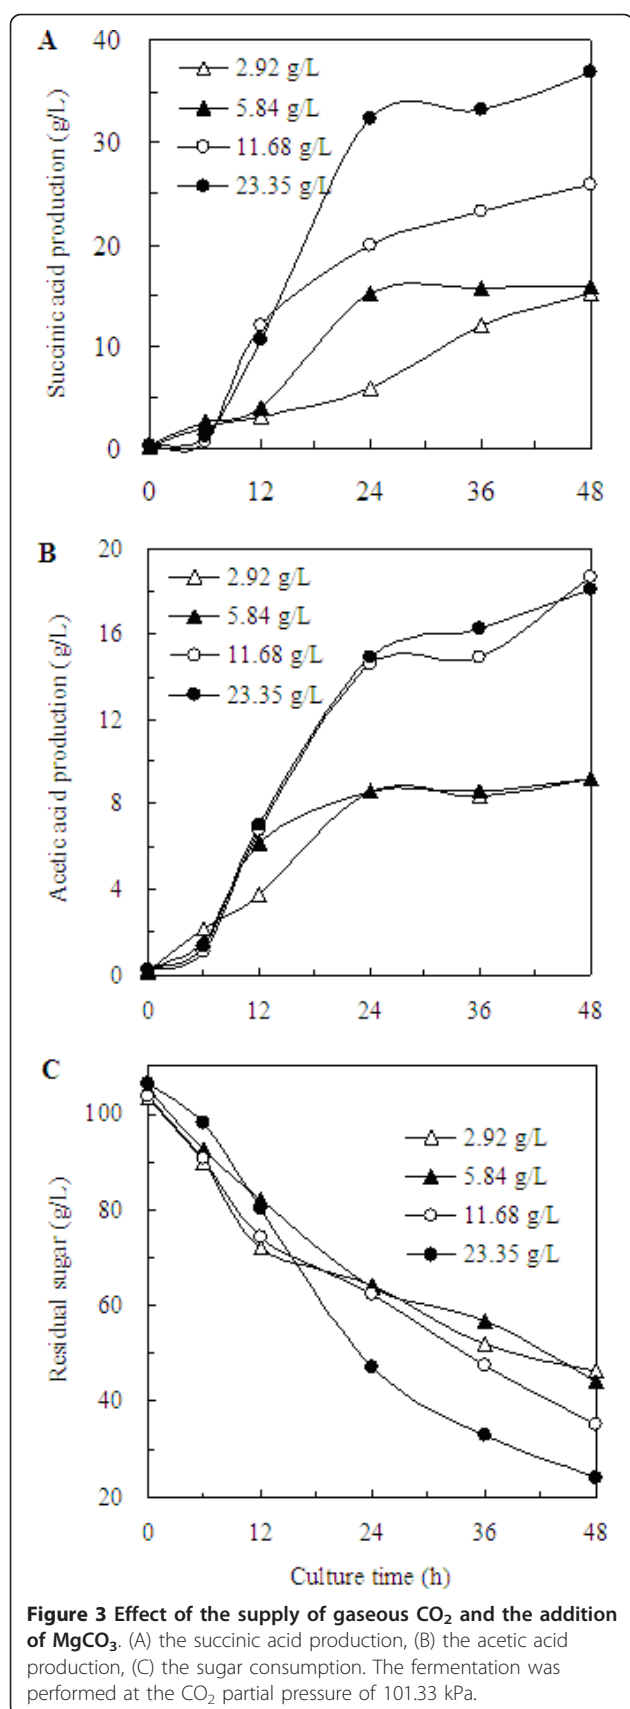 A
40
30
20
10
0
Succinic acid production (g/L)
2.92 g/L
5.84 g/L
11.68 g/L
23.35 g/L
0 12 24 36 48
B
20
16
12
8
4
0
Acetic acid production (g/L)
2.92 g/L
5.84 g/L
11.68 g/L
23.35 g/L
0 12 24 36 48
C
100
80
60
40
20
Residual sugar (g/L)
2.92 g/L
5.84 g/L
11.68 g/L
23.35 g/L
0 12 24 36 48
Culture time (h)
Figure 3 Effect of the supply of gaseous CO₂ and the addition
of MgCO₃. (A) the succinic acid production, (B) the acetic acid
production, (C) the sugar consumption. The fermentation was
performed at the CO₂ partial pressure of 101.33 kPa.